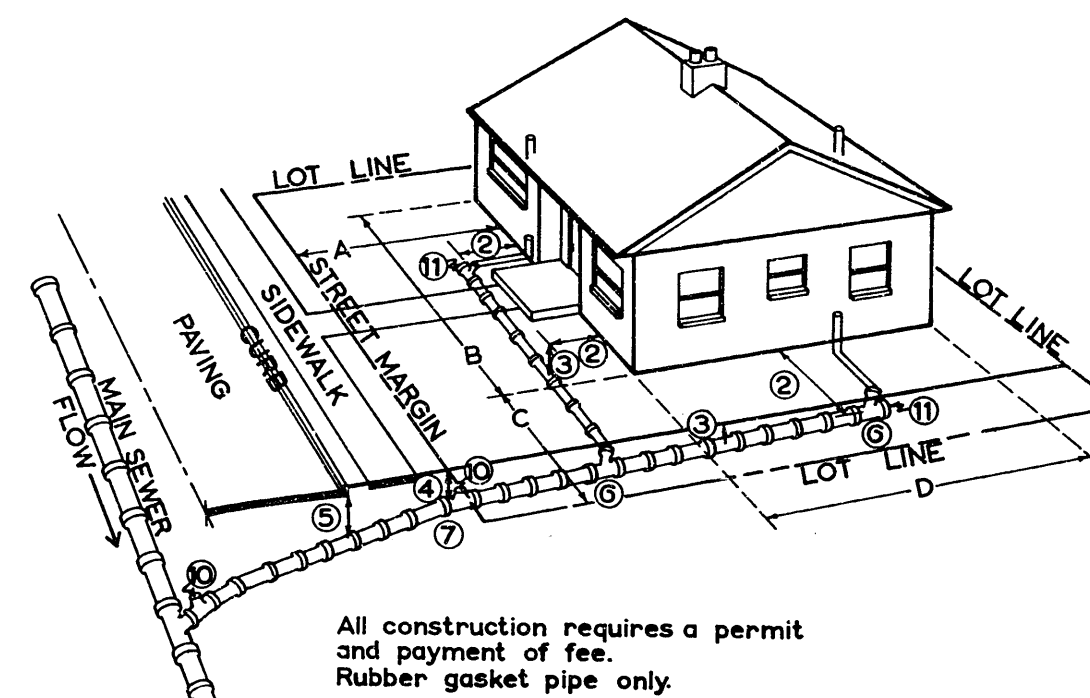 LOT LINE
A
2
11
STREET MARGIN
SIDEWALK
CURB
PAVING
MAIN SEWER
FLOW
B
3
2
C
LOT LINE
2
11
3
6
LOT LINE
D
10
4
6
5
7
10
All construction requires a permit
and payment of fee.
Rubber gasket pipe only.